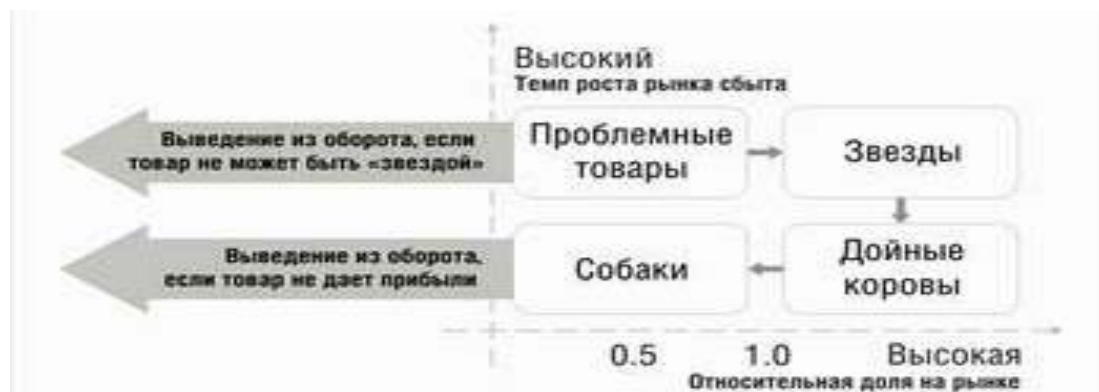 Высокий
Темп роста рынка сбыта
Выведение из оборота, если
товар не может быть «звездой»
Проблемные
товары
Звезды
Выведение из оборота,
если товар не дает прибыли
Собаки
Дойные
коровы
0.5 1.0 Высокая
Относительная доля на рынке